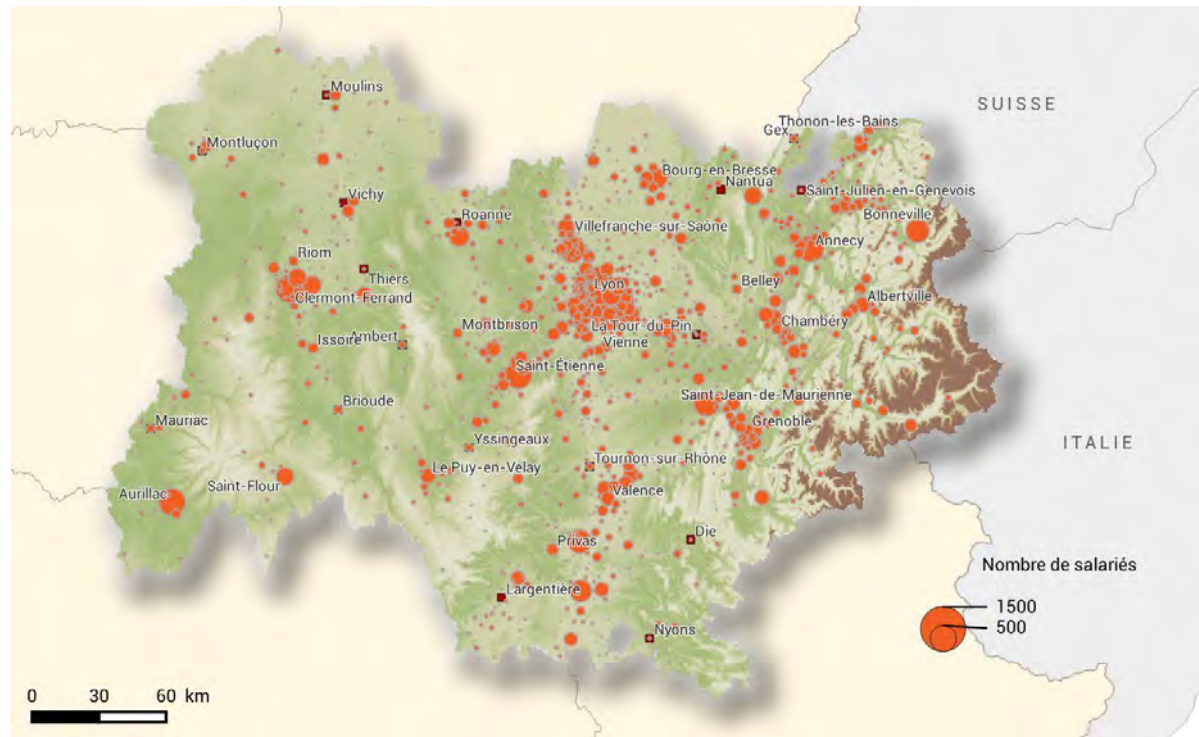 SUISSE
Moulins
Thonon-les-Bains
Gex
Montluçon
Bourg-en-Bresse
Nantua
Saint-Julien-en-Genevois
Vichy
Roanne
Villefranche-sur-Saône
Bonneville
Annecy
Riom
Thiers
Lyon
Belley
Clermont-Ferrand
Albertville
Montbrison
La Tour-du-Pin
Chambéry
Issoire
Ambert
Vienne
Saint-Étienne
Saint-Jean-de-Maurienne
Brioude
Mauriac
Grenoble
ITALIE
Yssingeaux
Tournon-sur-Rhône
Le Puy-en-Velay
Saint-Flour
Aurillac
Valence
Die
Privas
Nombre de salariés
Largentière
1500
500
Nyons
0 30 60 km